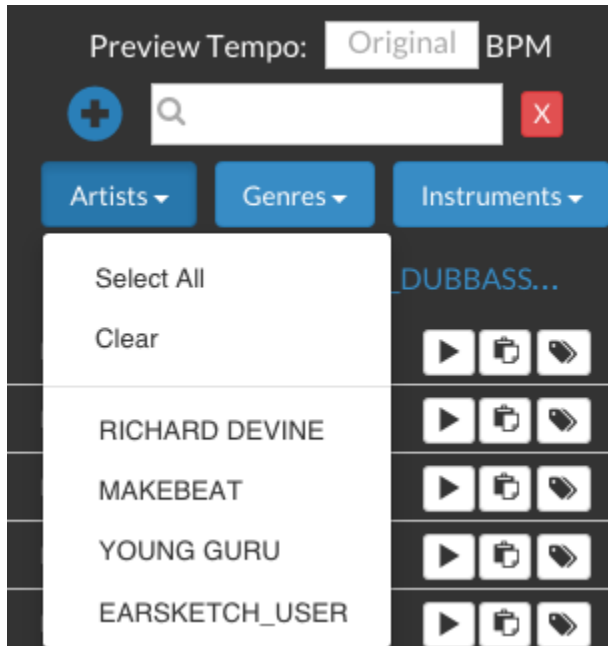 Preview Tempo: Original BPM
X
Artists Genres Instruments
Select All
_DUBBASS...
Clear
RICHARD DEVINE
MAKEBEAT
YOUNG GURU
EARSKETCH_USER